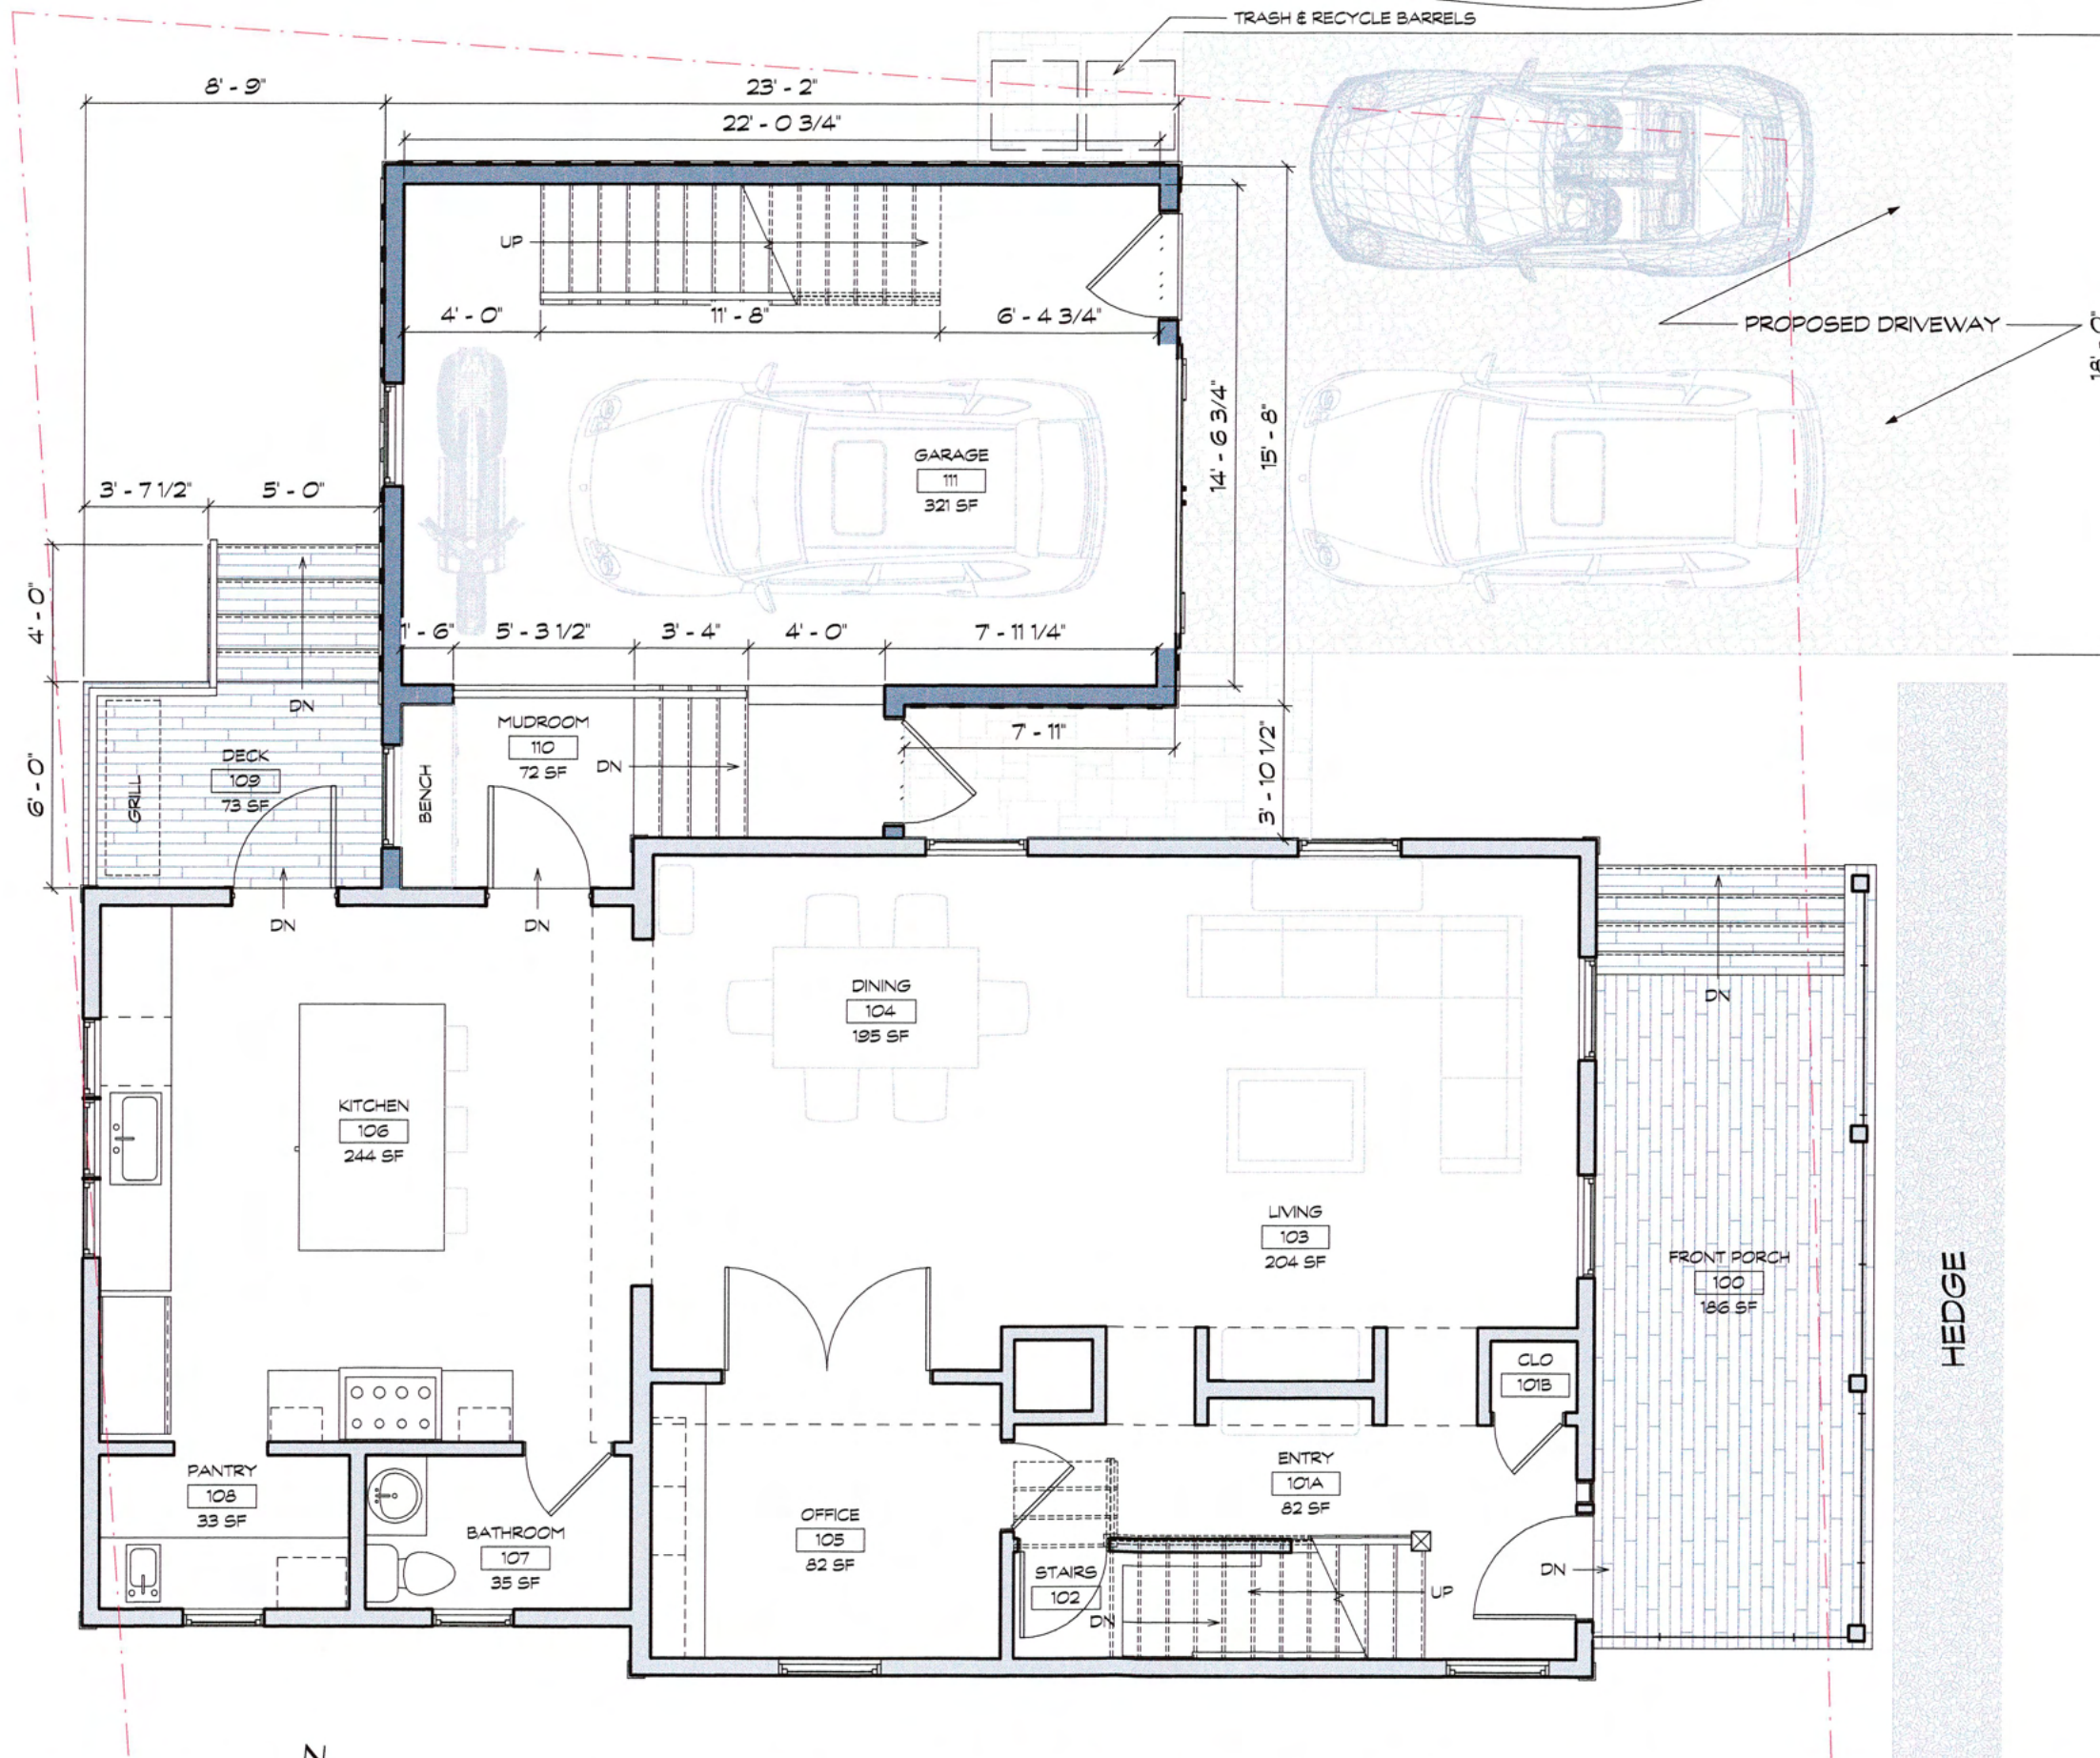 TRASH & RECYCLE BARRELS
8' - 9"
23' - 2"
22' - 0 3/4"
UP
4' - 0"
11' - 8"
6' - 4 3/4"
PROPOSED DRIVEWAY
18' - 0"
14' - 6 3/4"
15' - 8"
GARAGE
111
321 SF
3' - 7 1/2"
5' - 0"
4' - 0"
1' - 6"
5' - 3 1/2"
3' - 4"
4' - 0"
7' - 11 1/4"
DN
MUDROOM
110
72 SF
DN
BENCH
7' - 11"
3' - 10 1/2"
6' - 0"
GRILL
DECK
109
73 SF
DN
DN
DINING
104
195 SF
DN
KITCHEN
106
244 SF
LIVING
103
204 SF
FRONT PORCH
100
186 SF
HEDGE
CLO
101B
PANTRY
108
33 SF
BATHROOM
107
35 SF
OFFICE
105
82 SF
ENTRY
101A
82 SF
STAIRS
102
DN
UP
DN
N